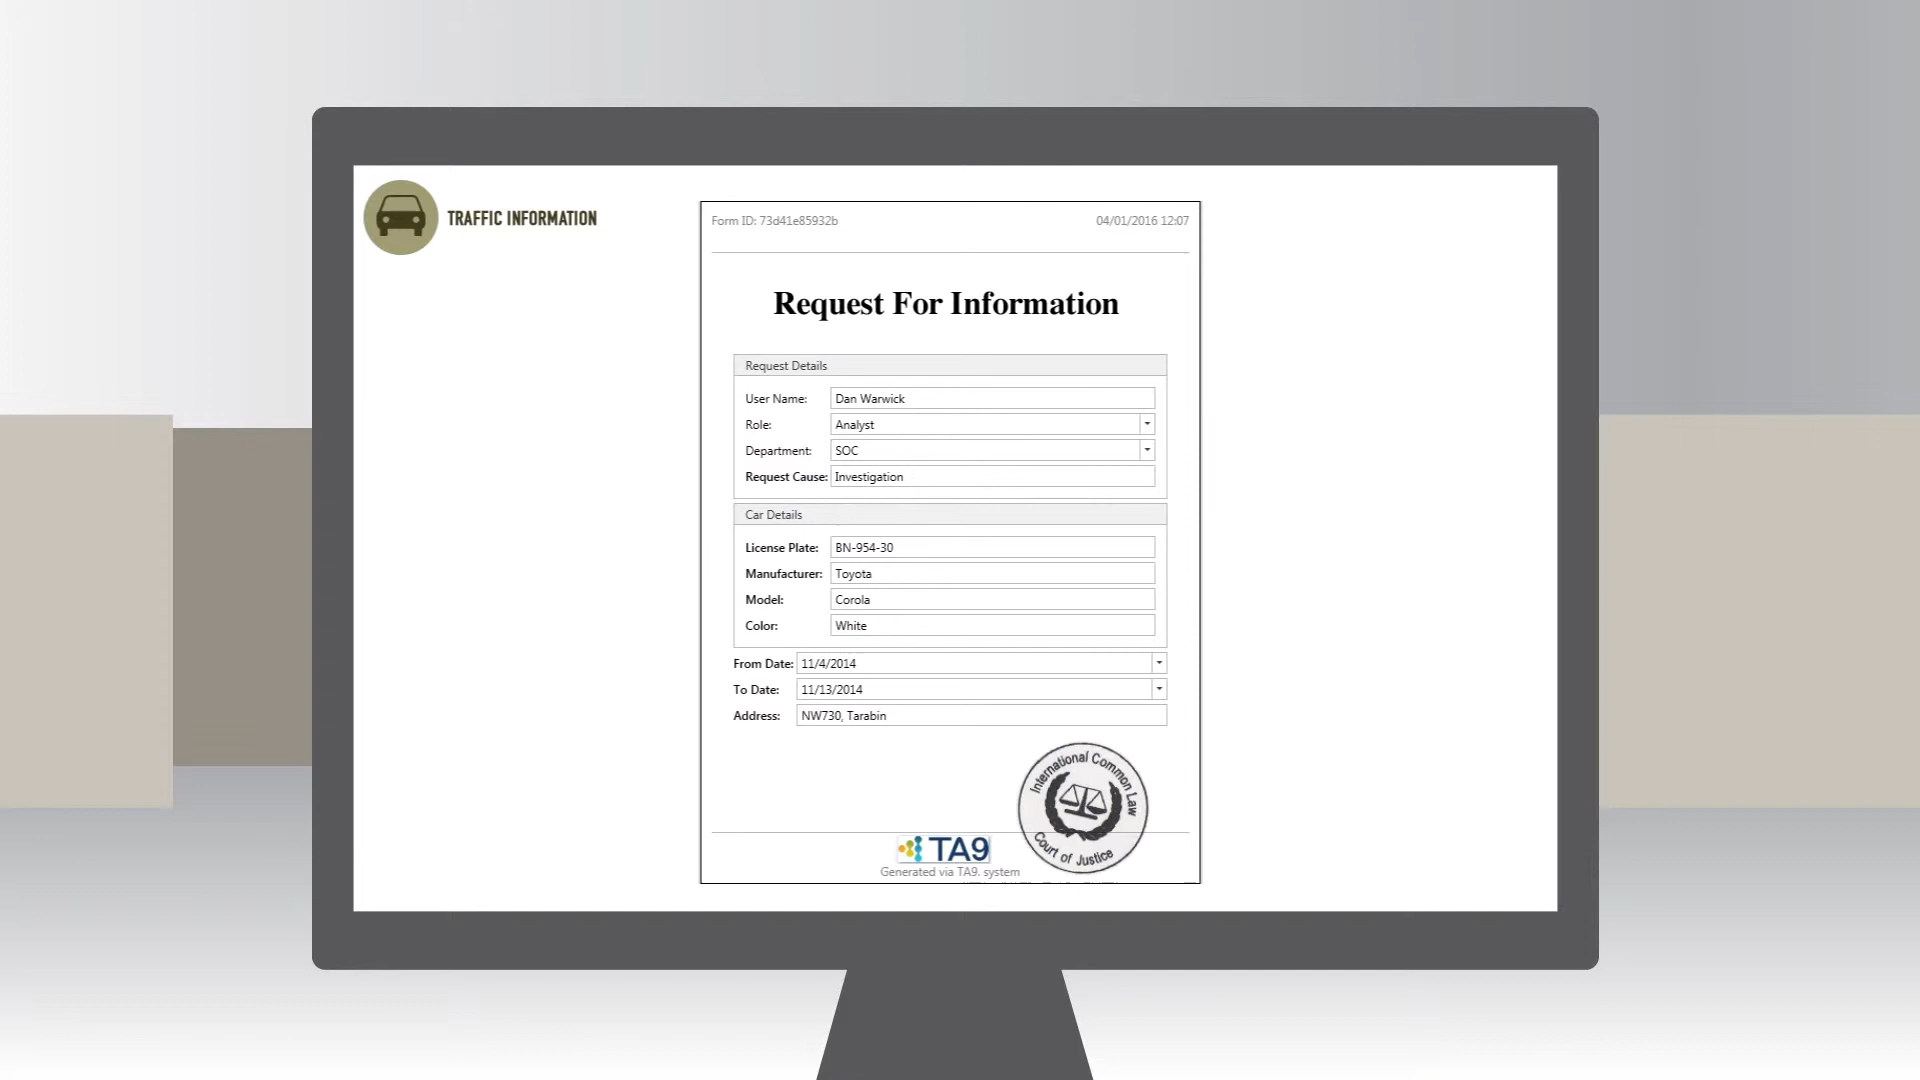 TRAFFIC INFORMATION
Form ID: 73d41e85932b 04/01/2016 12:07
Request For Information
Request Details
User Name: Dan Warwick
Role: Analyst
Department: SOC
Request Cause: Investigation
Car Details
License Plate: BN-954-30
Manufacturer: Toyota
Model: Corola
Color: White
From Date: 11/4/2014
To Date: 11/13/2014
Address: NW730, Tarabin
International Common Law
Court of Justice
TA9
Generated via TA9. system